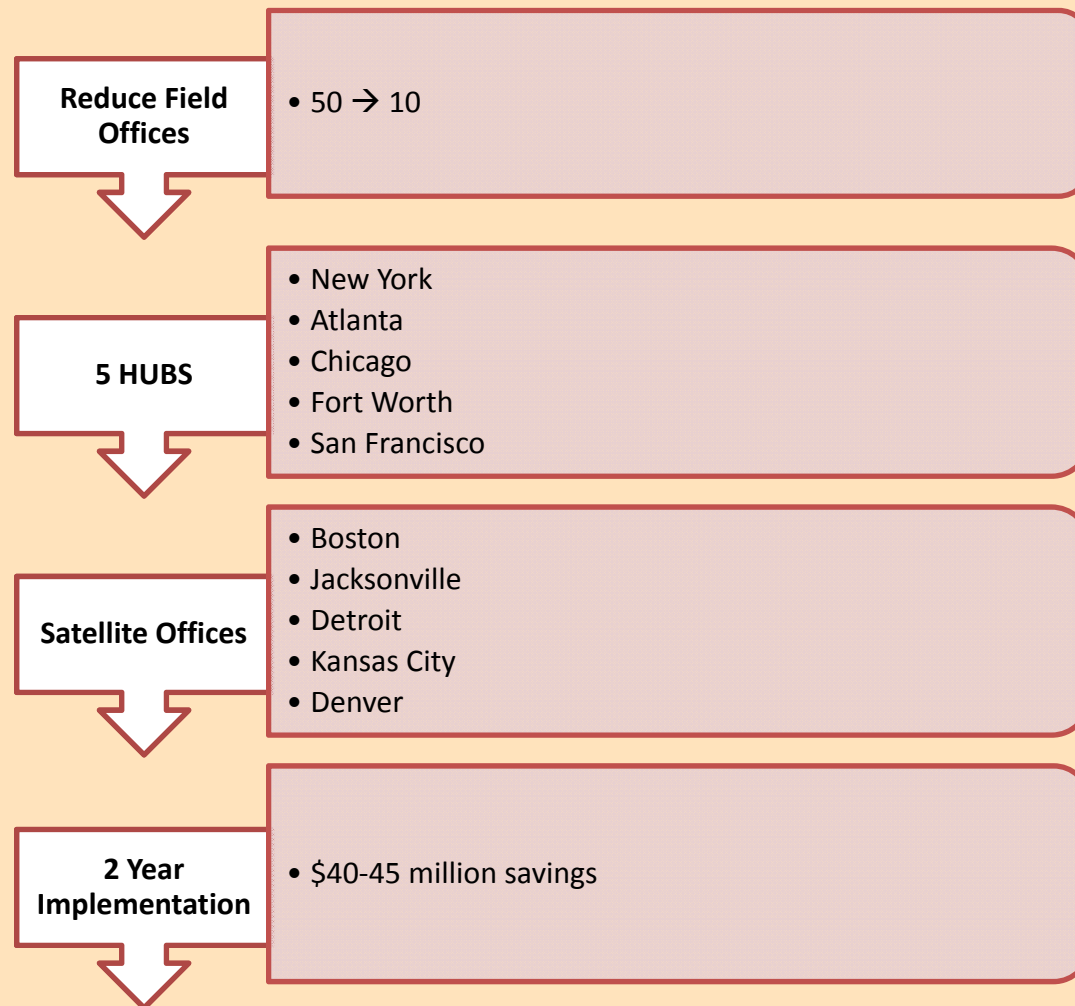 Reduce Field
Offices
• 50 → 10
5 HUBS
• New York
• Atlanta
• Chicago
• Fort Worth
• San Francisco
Satellite Offices
• Boston
• Jacksonville
• Detroit
• Kansas City
• Denver
2 Year
Implementation
• $40-45 million savings